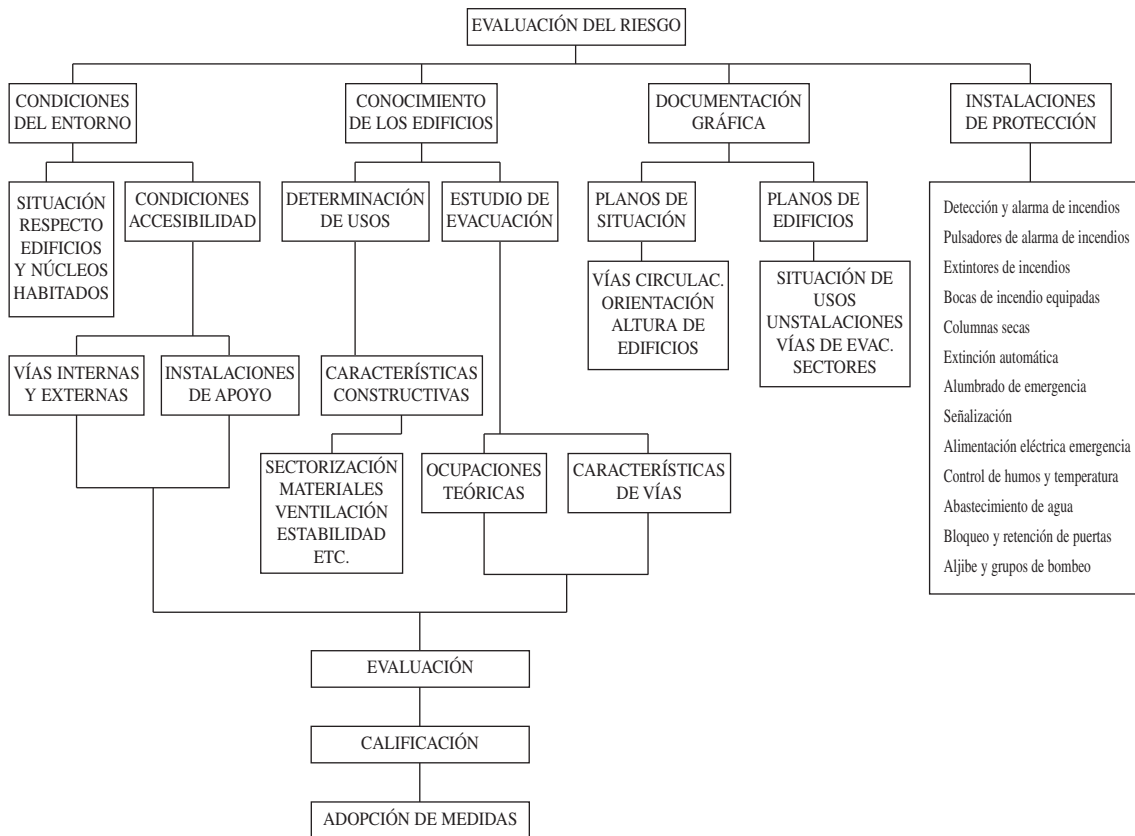 EVALUACIÓN DEL RIESGO
CONDICIONES
DEL ENTORNO
CONOCIMIENTO
DE LOS EDIFICIOS
DOCUMENTACIÓN
GRÁFICA
INSTALACIONES
DE PROTECCIÓN
SITUACIÓN
RESPECTO
EDIFICIOS
Y NÚCLEOS
HABITADOS
CONDICIONES
ACCESIBILIDAD
DETERMINACIÓN
DE USOS
ESTUDIO DE
EVACUACIÓN
PLANOS DE
SITUACIÓN
PLANOS DE
EDIFICIOS
VÍAS CIRCULAC.
ORIENTACIÓN
ALTURA DE
EDIFICIOS
SITUACIÓN DE
USOS
UNSTALACIONES
VÍAS DE EVAC.
SECTORES
Detección y alarma de incendios
Pulsadores de alarma de incendios
Extintores de incendios
Bocas de incendio equipadas
Columnas secas
Extinción automática
Alumbrado de emergencia
Señalización
Alimentación eléctrica emergencia
Control de humos y temperatura
Abastecimiento de agua
Bloqueo y retención de puertas
Aljibe y grupos de bombeo
VÍAS INTERNAS
Y EXTERNAS
INSTALACIONES
DE APOYO
CARACTERÍSTICAS
CONSTRUCTIVAS
SECTORIZACIÓN
MATERIALES
VENTILACIÓN
ESTABILIDAD
ETC.
OCUPACIONES
TEÓRICAS
CARACTERÍSTICAS
DE VÍAS
EVALUACIÓN
CALIFICACIÓN
ADOPCIÓN DE MEDIDAS